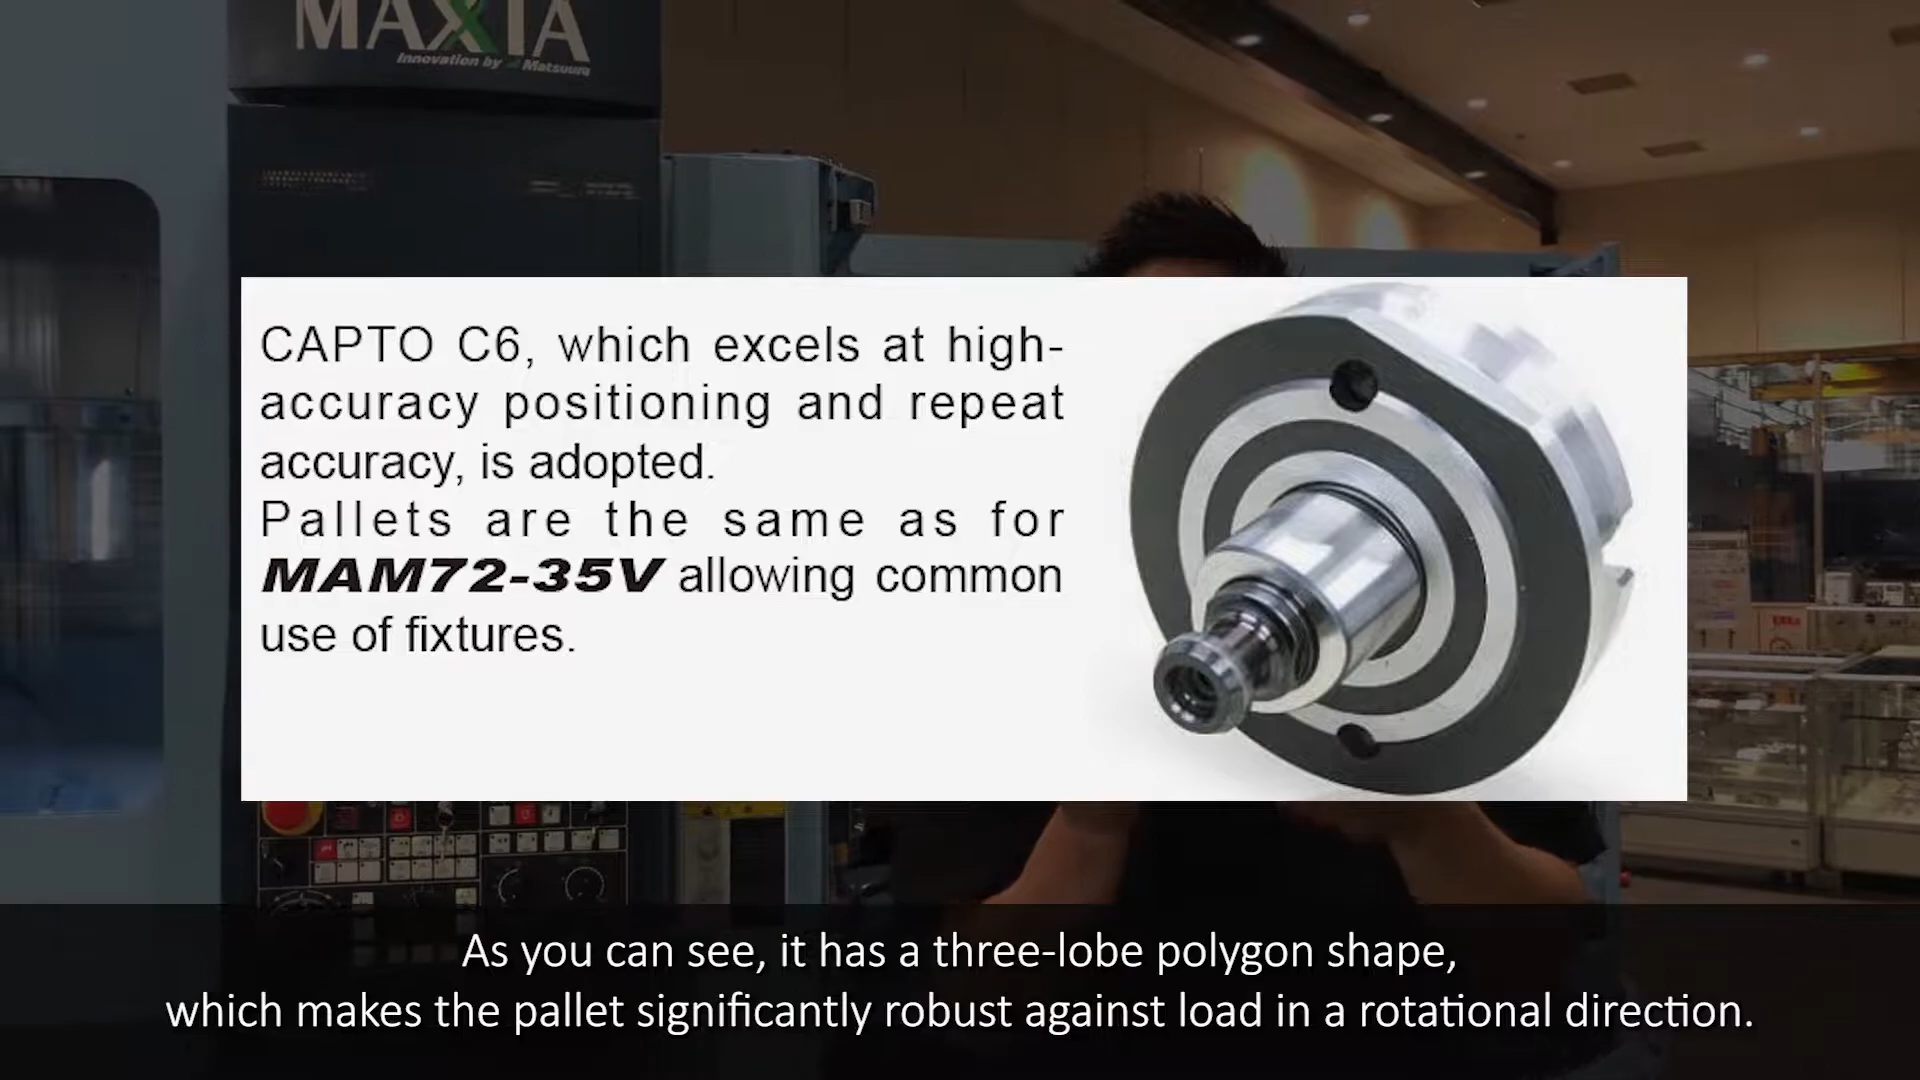 MAXIA
Innovation by Matsuura
CAPTO C6, which excels at high-
accuracy positioning and repeat
accuracy, is adopted.
Pallets are the same as for
MAM72-35V allowing common
use of fixtures.
As you can see, it has a three-lobe polygon shape,
which makes the pallet significantly robust against load in a rotational direction.